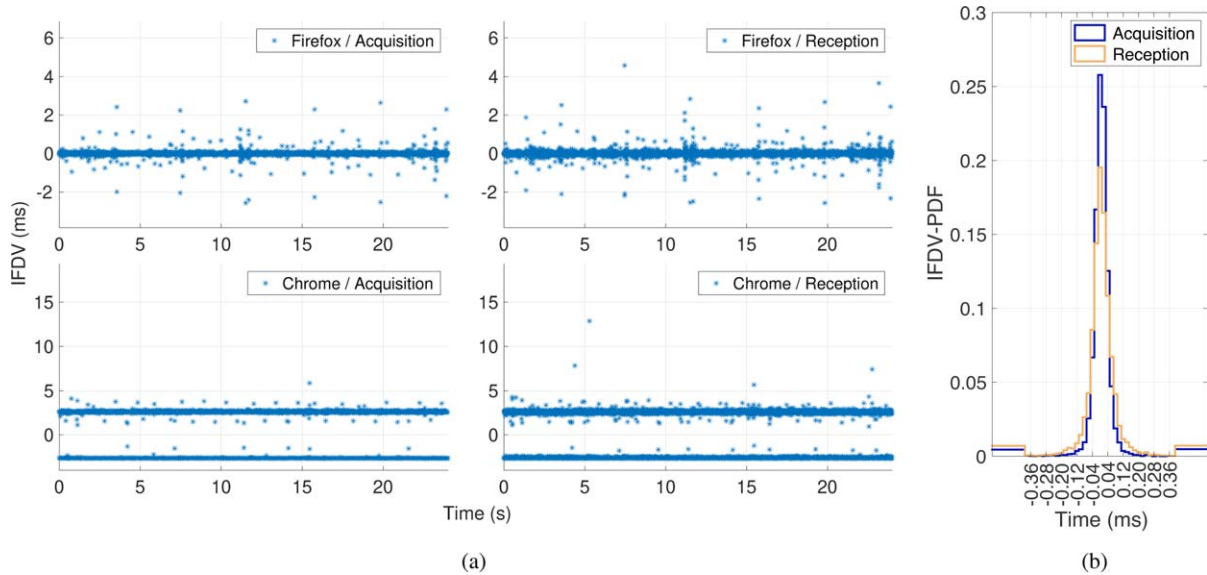 Firefox / Acquisition
Firefox / Reception
6
4
2
0
-2
0 5 10 15 20
6
4
2
0
-2
0 5 10 15 20
IFDV (ms)
Chrome / Acquisition
Chrome / Reception
15
10
5
0
0 5 10 15 20
15
10
5
0
0 5 10 15 20
Time (s)
(a)
Acquisition
Reception
0.3
0.25
0.2
0.15
0.1
0.05
0
IFDV-PDF
-0.36 -0.28 -0.20 -0.12 -0.04 0.04 0.12 0.20 0.28 0.36
Time (ms)
(b)